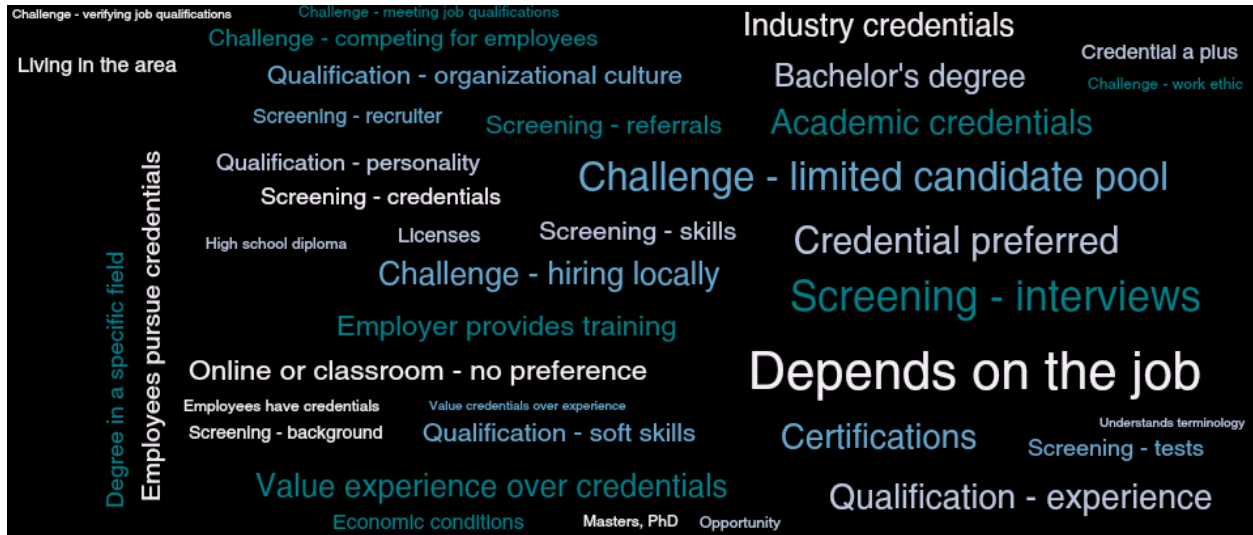 Challenge - verifying job qualifications
Challenge - meeting job qualifications
Industry credentials
Challenge - competing for employees
Credential a plus
Living in the area
Qualification - organizational culture
Bachelor's degree
Challenge - work ethic
Screening - recruiter
Screening - referrals
Academic credentials
Qualification - personality
Challenge - limited candidate pool
Screening - credentials
High school diploma
Licenses
Screening - skills
Credential preferred
Challenge - hiring locally
Screening - interviews
Degree in a specific field
Employees pursue credentials
Employer provides training
Online or classroom - no preference
Depends on the job
Employees have credentials
Value credentials over experience
Understands terminology
Screening - background
Qualification - soft skills
Certifications
Screening - tests
Value experience over credentials
Qualification - experience
Economic conditions
Masters, PhD
Opportunity